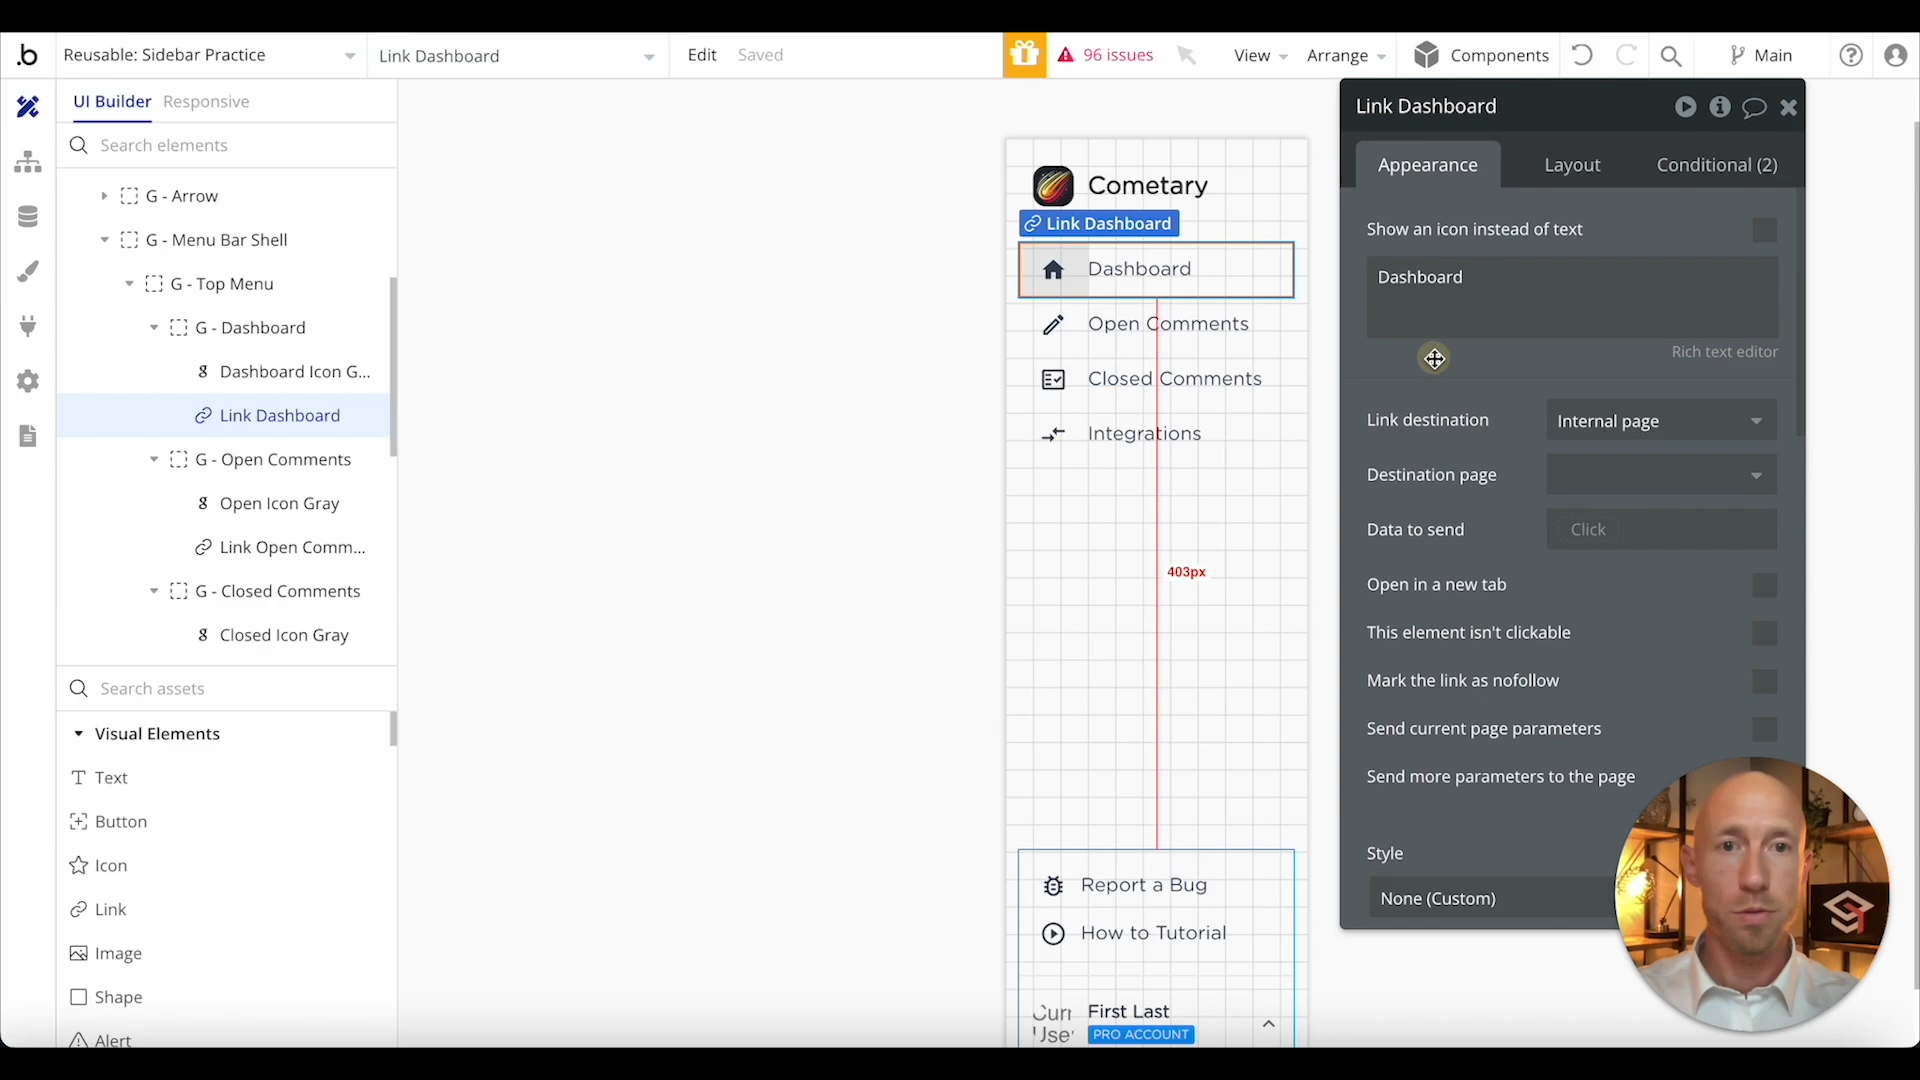 .b
Reusable: Sidebar Practice
Link Dashboard
Edit
Saved
96 issues
View
Arrange
Components
Main
UI Builder
Responsive
Search elements
G - Arrow
G - Menu Bar Shell
G - Top Menu
G - Dashboard
Dashboard Icon G...
Link Dashboard
G - Open Comments
Open Icon Gray
Link Open Comm...
G - Closed Comments
Closed Icon Gray
Search assets
Visual Elements
Text
Button
Icon
Link
Image
Shape
Alert
Cometary
Link Dashboard
Dashboard
Open Comments
Closed Comments
Integrations
403px
Report a Bug
How to Tutorial
Curr
Use
First Last
PRO ACCOUNT
Link Dashboard
Appearance
Layout
Conditional (2)
Show an icon instead of text
Dashboard
Rich text editor
Link destination
Internal page
Destination page
Data to send
Click
Open in a new tab
This element isn't clickable
Mark the link as nofollow
Send current page parameters
Send more parameters to the page
Style
None (Custom)